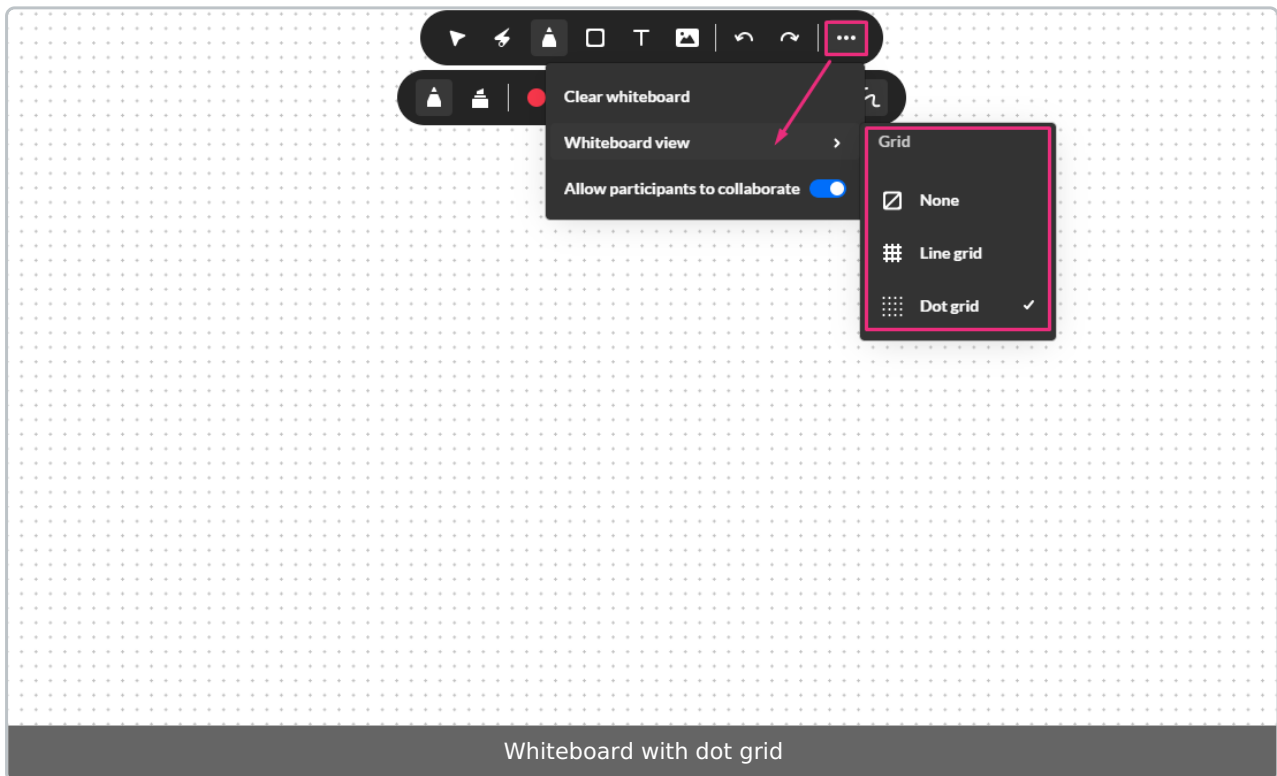 T
Clear whiteboard
Whiteboard view
Allow participants to collaborate
Grid
None
Line grid
Dot grid
Whiteboard with dot grid